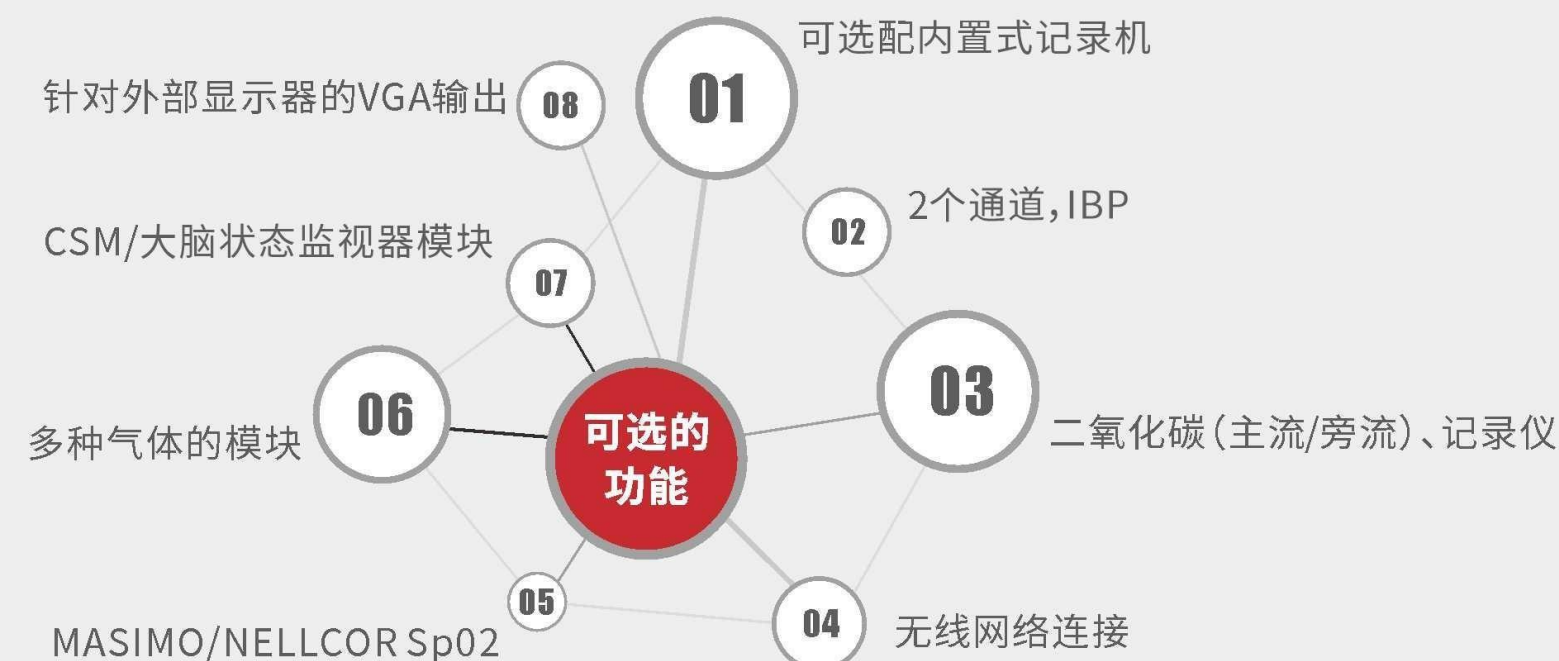 01
可选配内置式记录机
针对外部显示器的VGA输出
08
2个通道,IBP
02
CSM/大脑状态监视器模块
07
03
二氧化碳(主流/旁流)、记录仪
06
多种气体的模块
可选的
功能
05
MASIMO/NELLCOR Sp02
04
无线网络连接